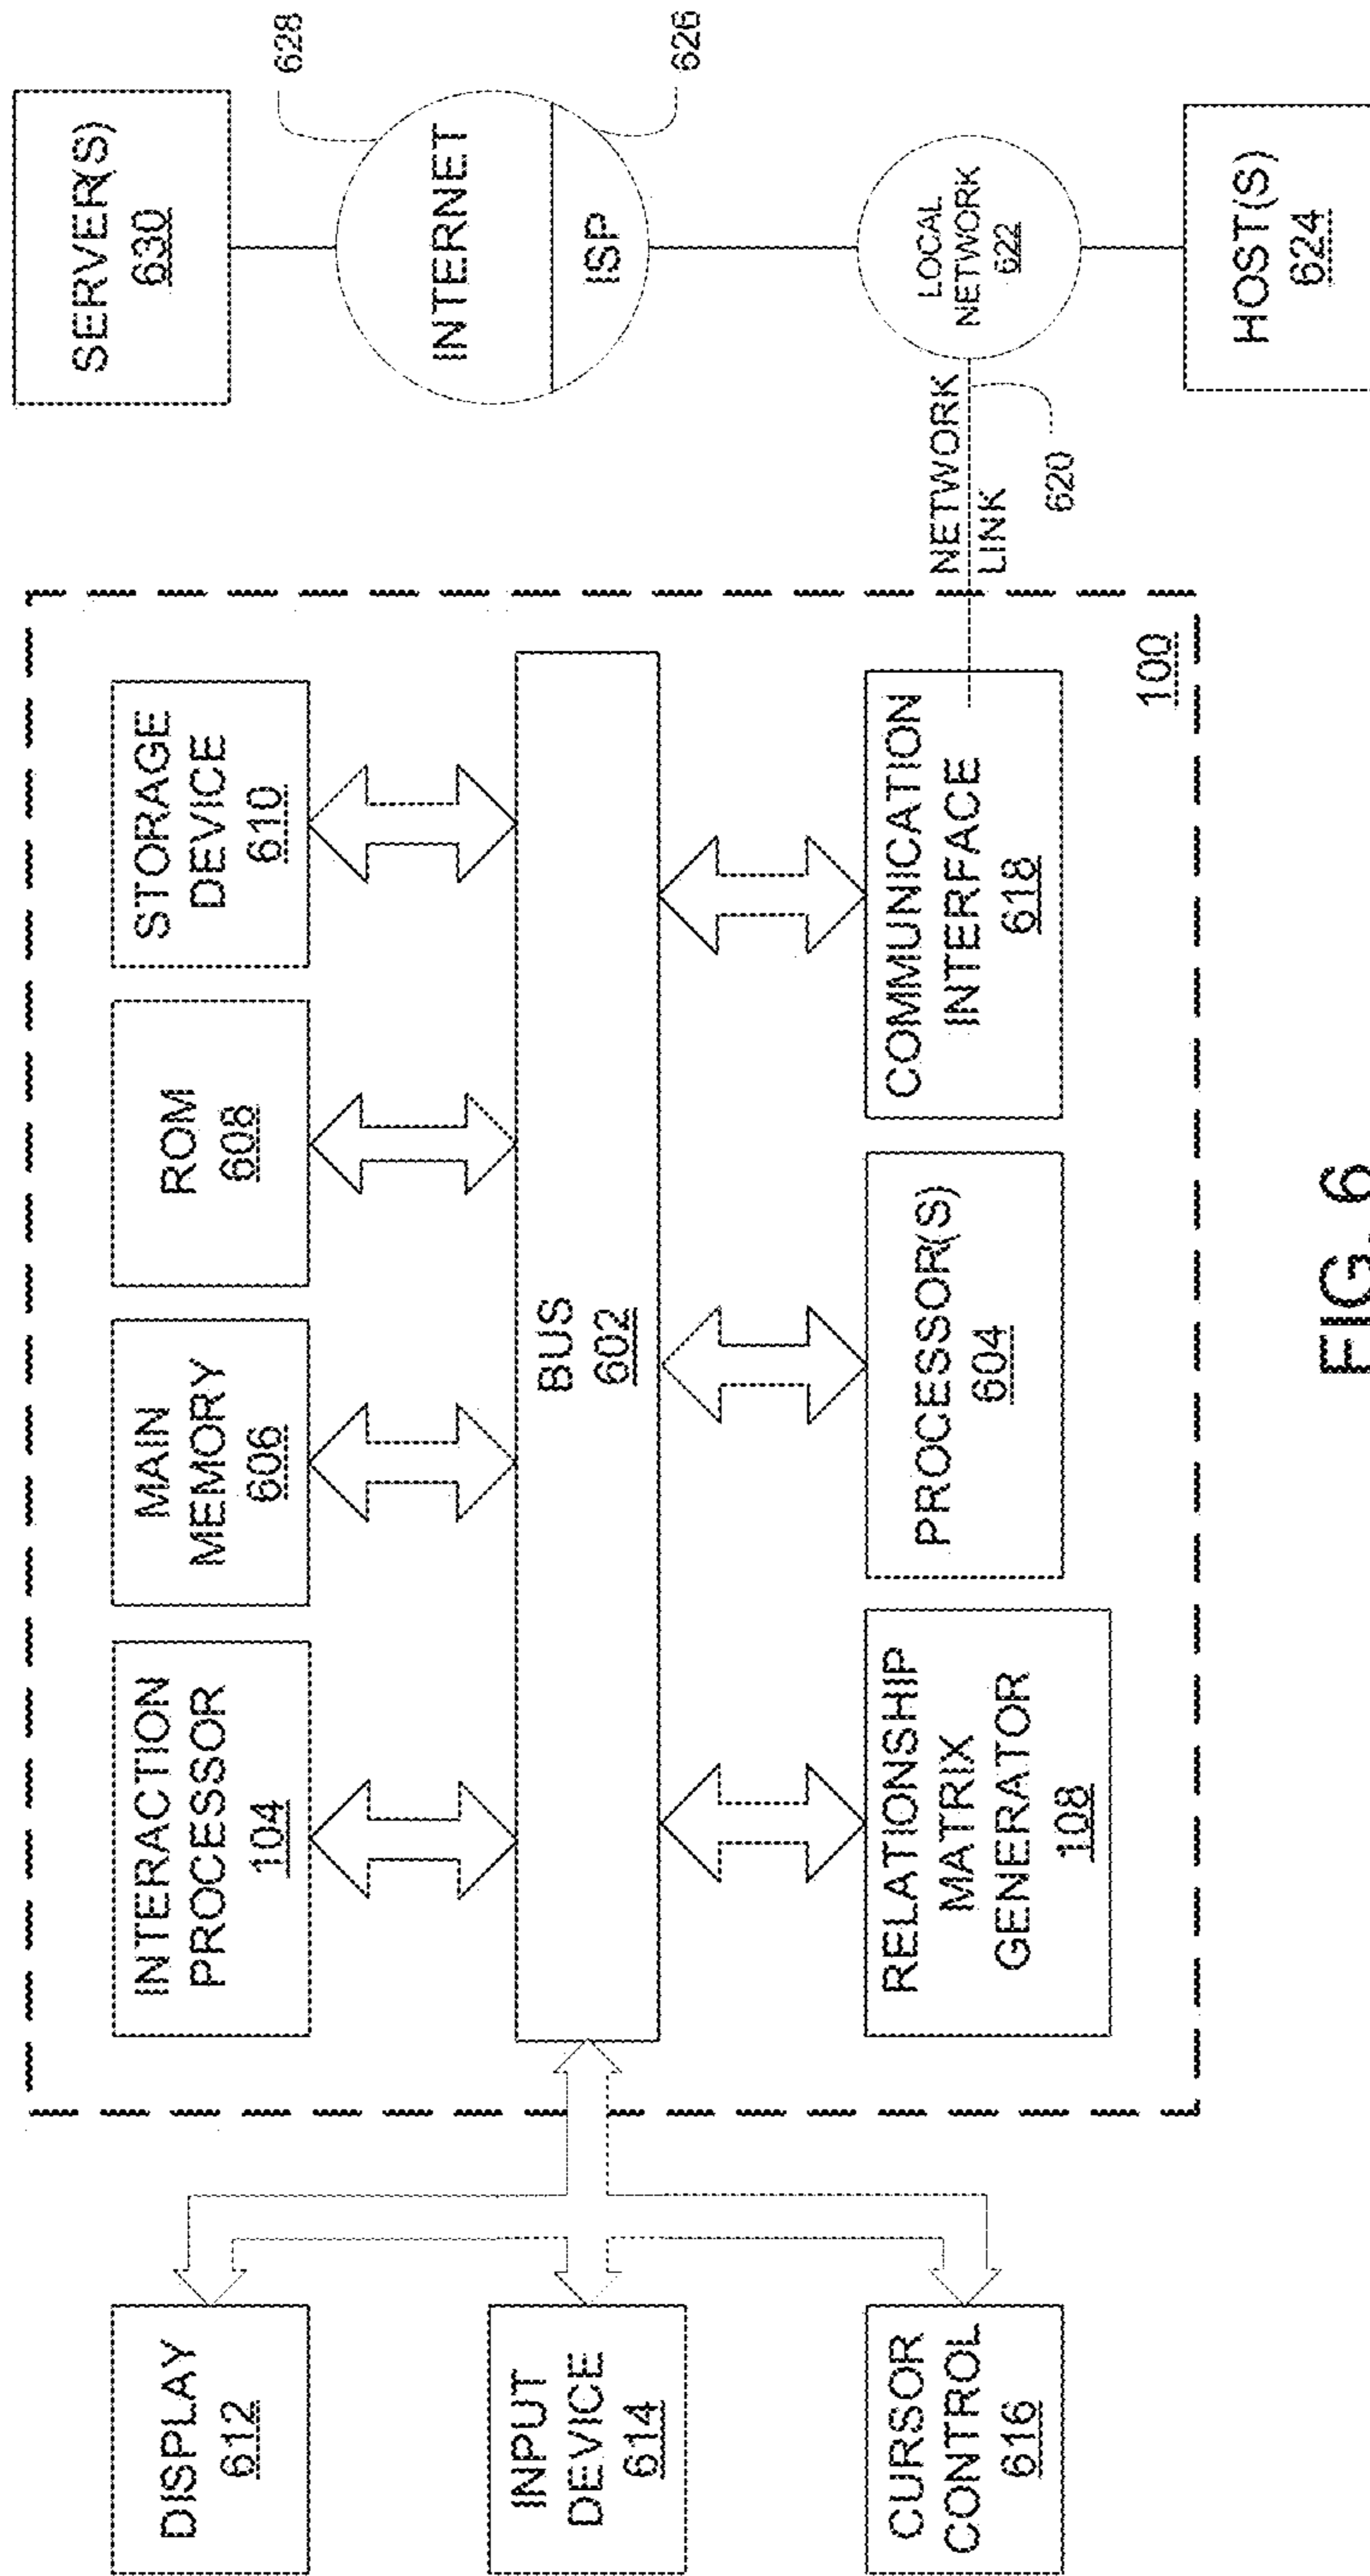 DISPLAY
612
INPUT
DEVICE
614
CURSOR
CONTROL
616
INTERACTION
PROCESSOR
104
MAIN
MEMORY
606
ROM
608
STORAGE
DEVICE
610
BUS
602
RELATIONSHIP
MATRIX
GENERATOR
108
PROCESSOR(S)
604
COMMUNICATION
INTERFACE
618
100
NETWORK
LINK
620
SERVER(S)
630
628
INTERNET
ISP
626
LOCAL
NETWORK
622
HOST(S)
624
FIG. 6